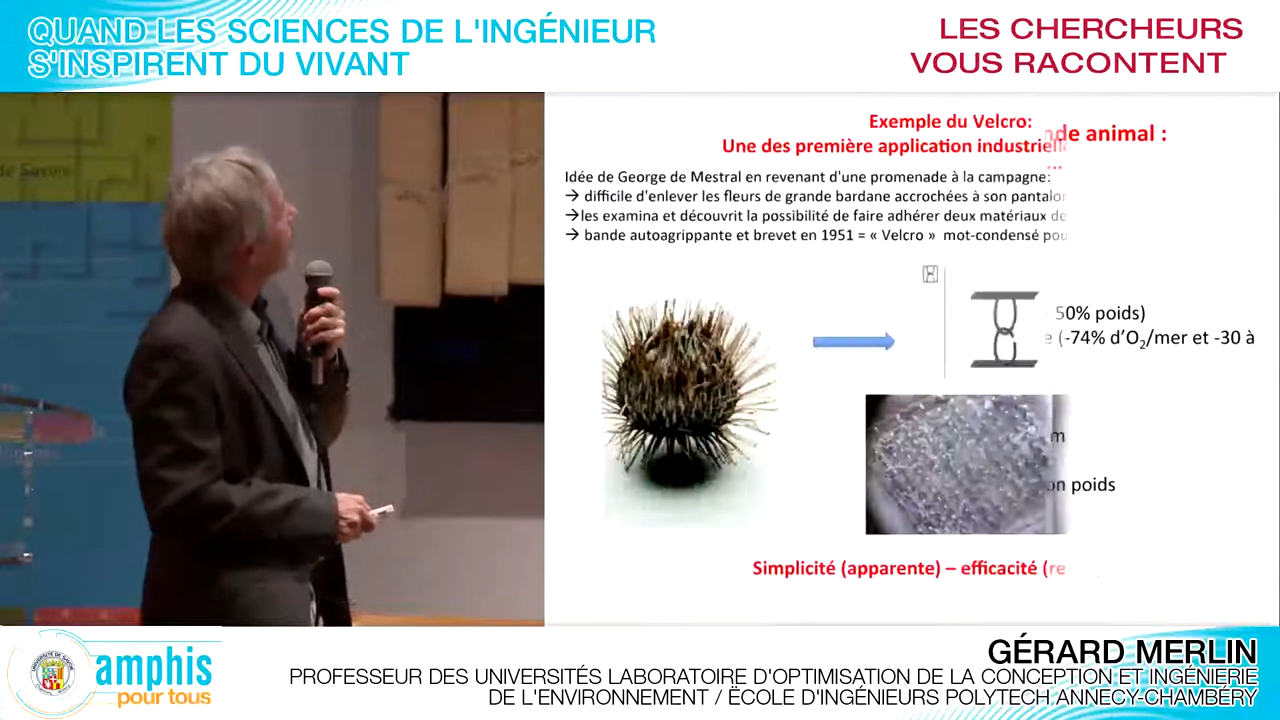 QUAND LES SCIENCES DE L'INGÉNIEUR
S'INSPIRENT DU VIVANT
LES CHERCHEURS
VOUS RACONTENT
de Savoie
Exemple du Velcro:
Une des première application industrielle
de animal :
...
Idée de George de Mestral en revenant d'une promenade à la campagne:
→ difficile d'enlever les fleurs de grande bardane accrochées à son pantalon
→les examina et découvrit la possibilité de faire adhérer deux matériaux de
→ bande autoagrippante et brevet en 1951 = « Velcro » mot-condensé pou
50% poids)
e (-74% d'O₂/mer et -30 à
m
on poids
Simplicité (apparente) – efficacité (re
amphis
pour tous
GÉRARD MERLIN
PROFESSEUR DES UNIVERSITÉS LABORATOIRE D'OPTIMISATION DE LA CONCEPTION ET INGÉNIERIE
DE L'ENVIRONNEMENT / ËCOLE D'INGÉNIEURS POLYTECH ANNECY-CHAMBÉRY